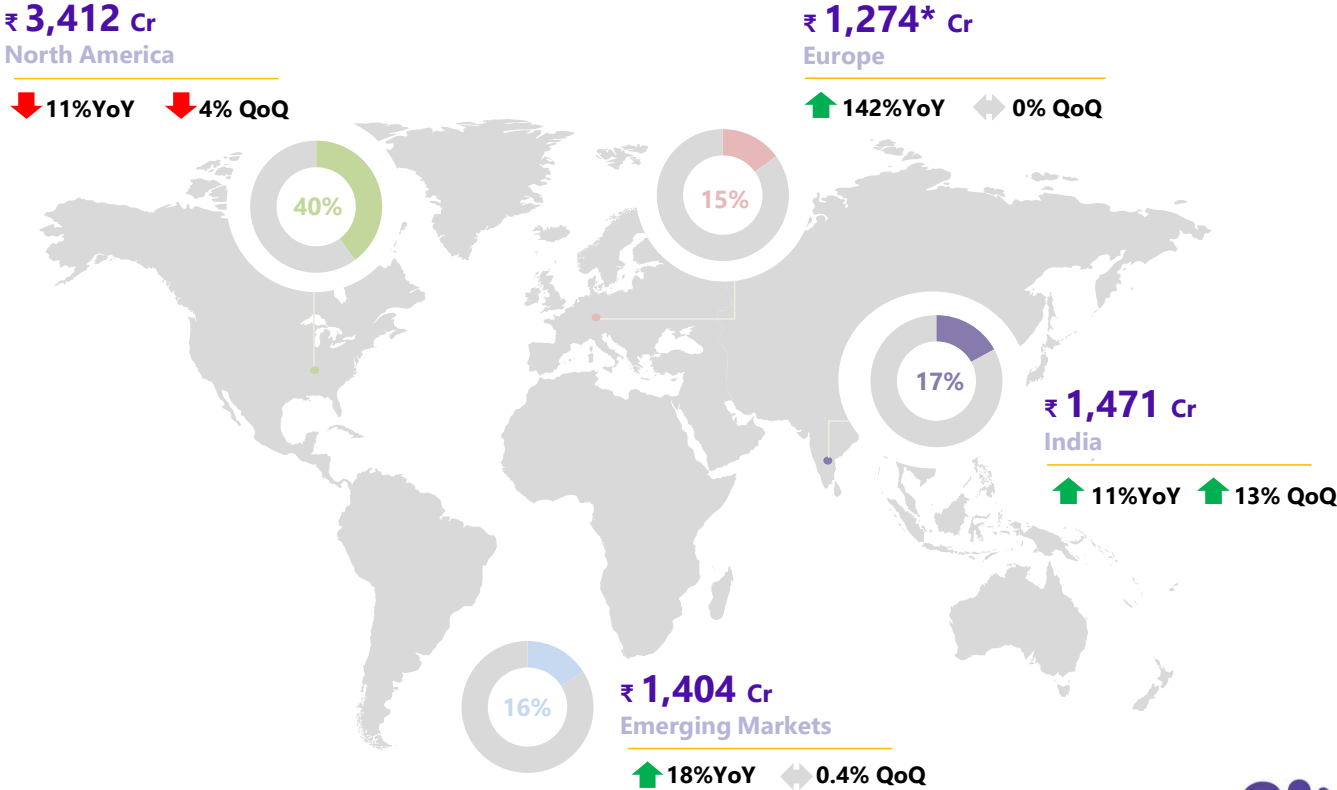 ₹ 3,412 Cr
North America
11%YoY 4% QoQ
40%
₹ 1,274* Cr
Europe
142%YoY 0% QoQ
15%
17%
₹ 1,471 Cr
India
11%YoY 13% QoQ
16%
₹ 1,404 Cr
Emerging Markets
18%YoY 0.4% QoQ